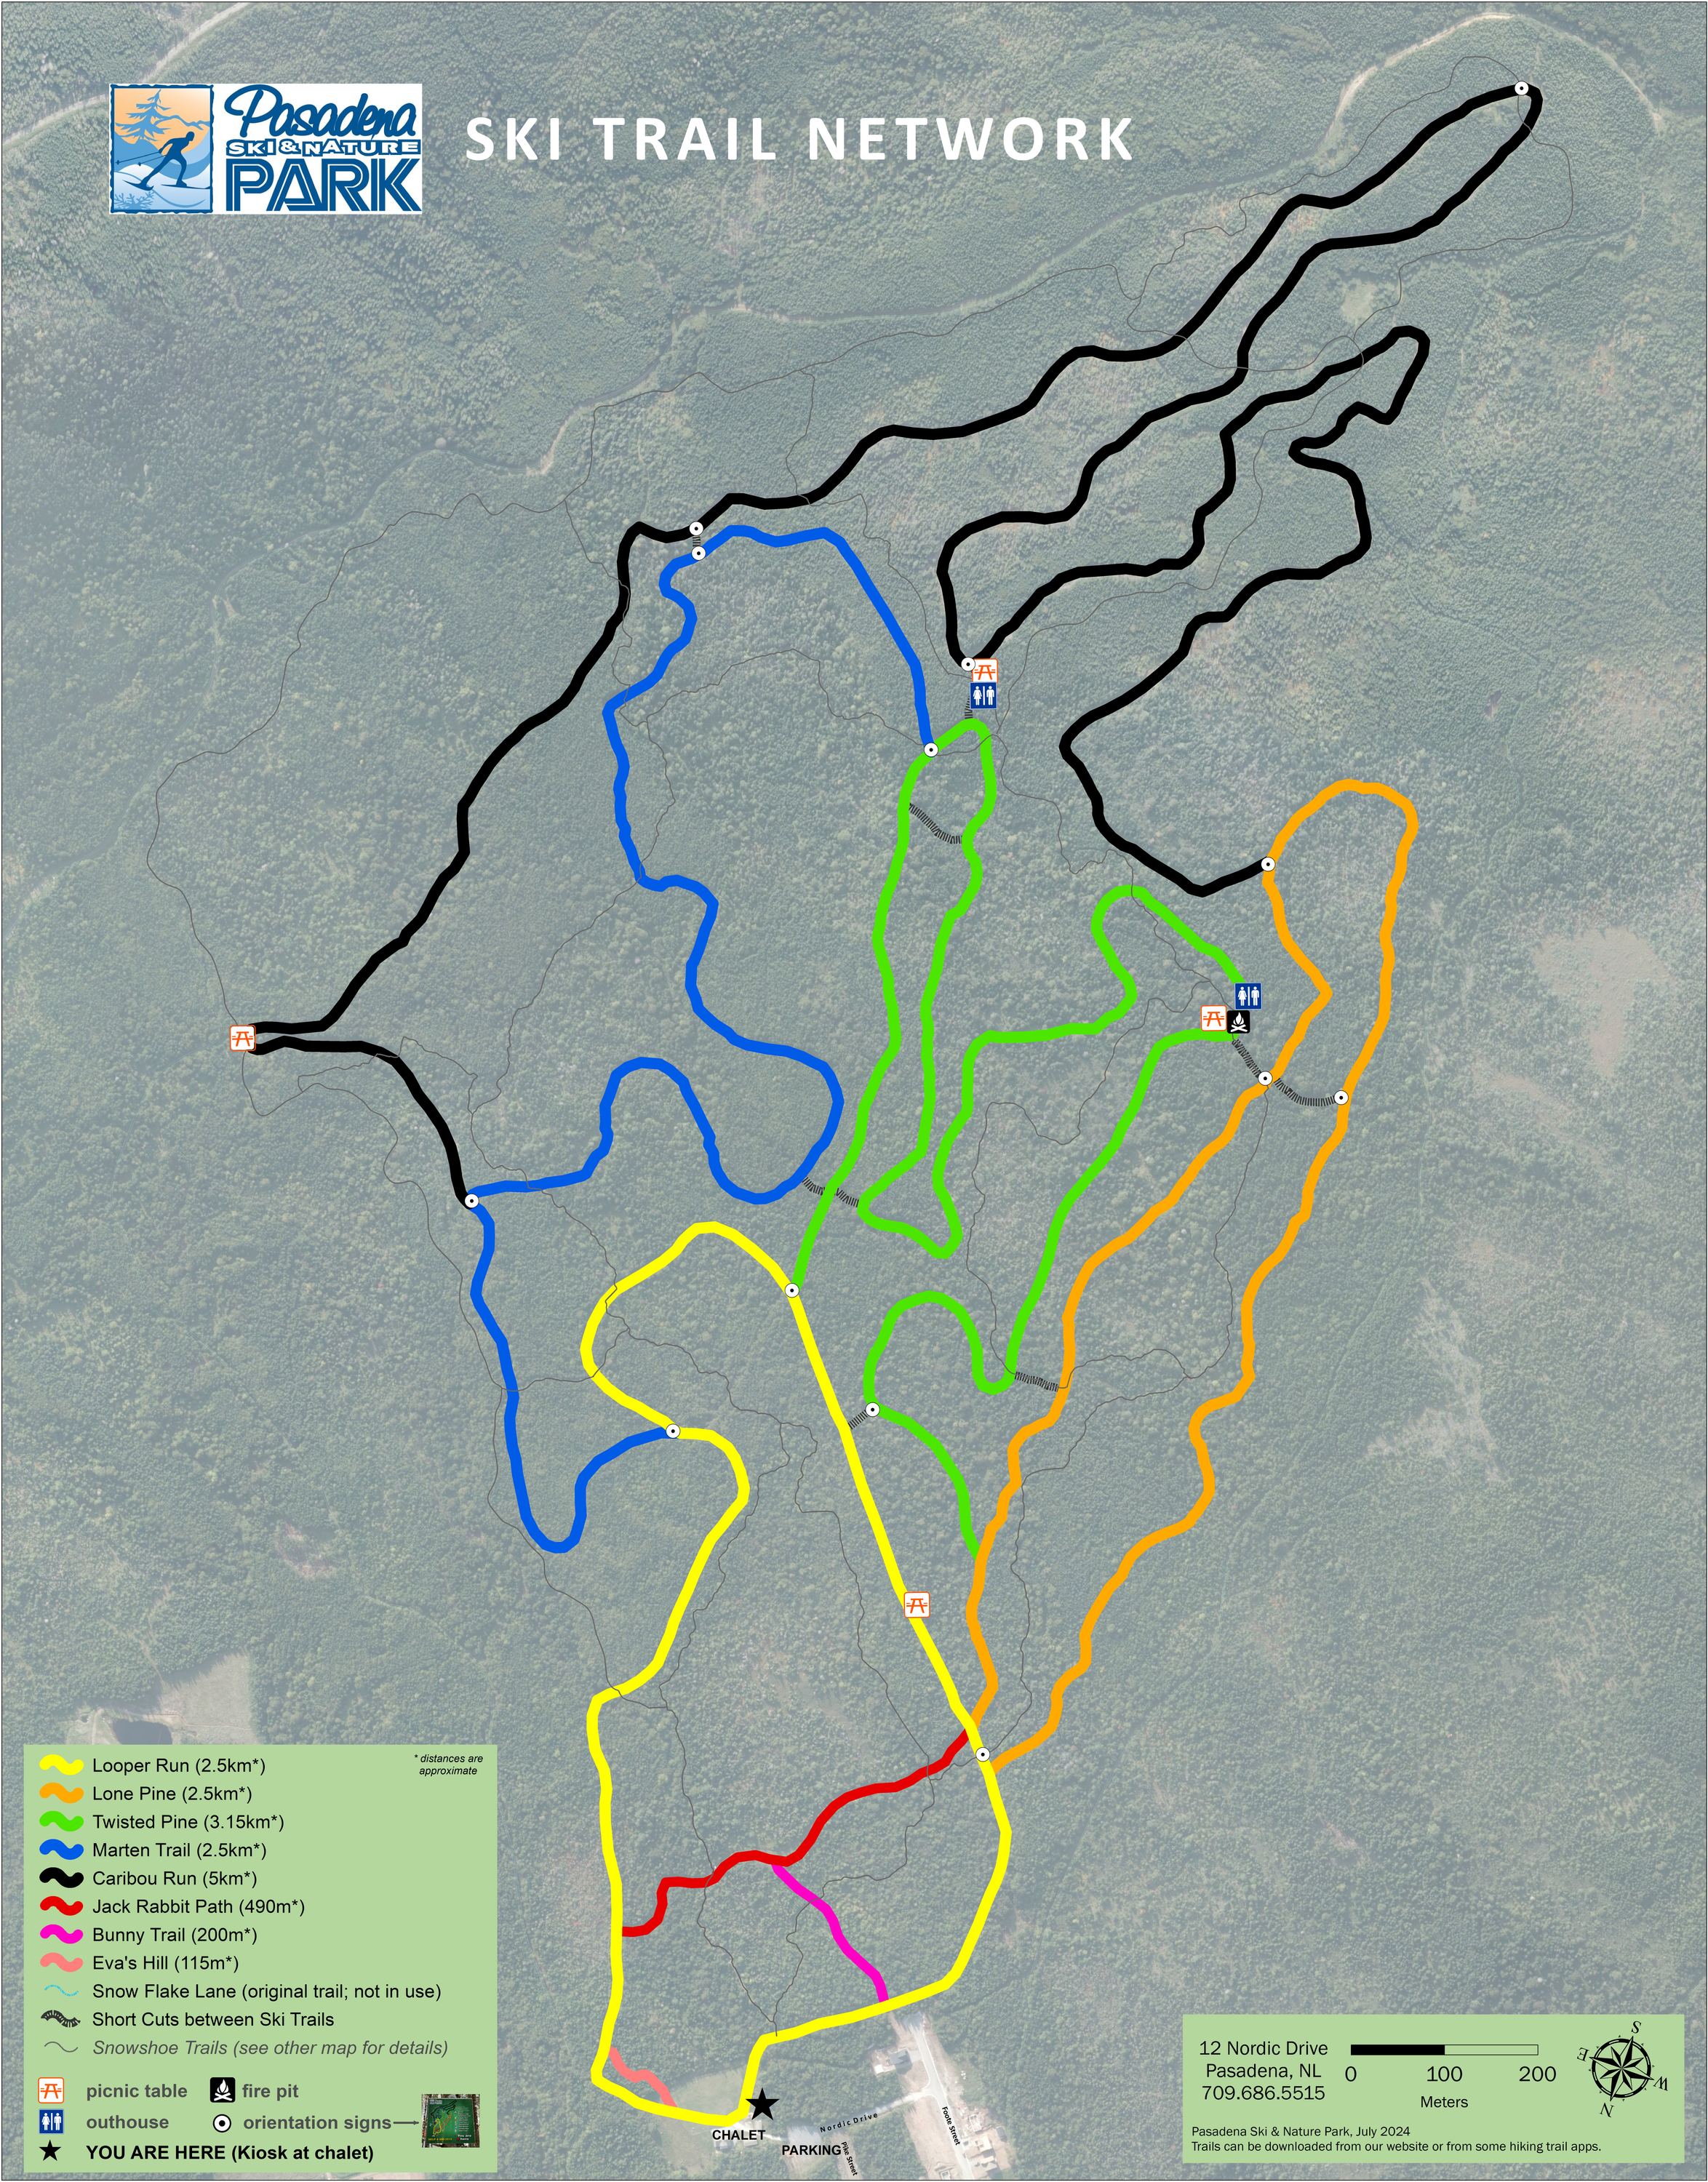 Pasadena
SKI & NATURE
PARK
SKI TRAIL NETWORK
Looper Run (2.5km*)
* distances are
approximate
Lone Pine (2.5km*)
Twisted Pine (3.15km*)
Marten Trail (2.5km*)
Caribou Run (5km*)
Jack Rabbit Path (490m*)
Bunny Trail (200m*)
Eva's Hill (115m*)
Snow Flake Lane (original trail; not in use)
Short Cuts between Ski Trails
Snowshoe Trails (see other map for details)
picnic table
fire pit
outhouse
orientation signs
YOU ARE HERE (Kiosk at chalet)
CHALET
PARKING
Nordic Drive
Pike Street
Foote Street
12 Nordic Drive
Pasadena, NL
709.686.5515
0 100 200
Meters
S
E
W
N
Pasadena Ski & Nature Park, July 2024
Trails can be downloaded from our website or from some hiking trail apps.